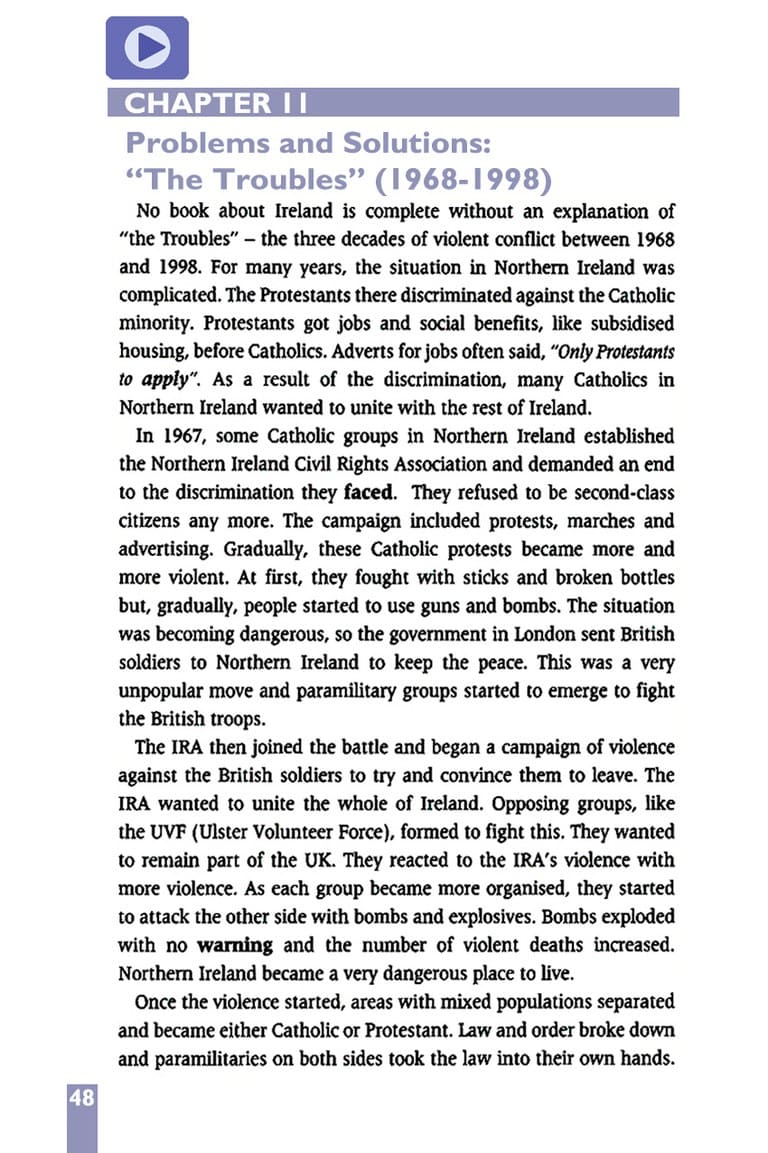 CHAPTER 11
Problems and Solutions:
“The Troubles” (1968-1998)
No book about Ireland is complete without an explanation of
“the Troubles” – the three decades of violent conflict between 1968
and 1998. For many years, the situation in Northern Ireland was
complicated. The Protestants there discriminated against the Catholic
minority. Protestants got jobs and social benefits, like subsidised
housing, before Catholics. Adverts for jobs often said, “Only Protestants
to apply”. As a result of the discrimination, many Catholics in
Northern Ireland wanted to unite with the rest of Ireland.
In 1967, some Catholic groups in Northern Ireland established
the Northern Ireland Civil Rights Association and demanded an end
to the discrimination they faced. They refused to be second-class
citizens any more. The campaign included protests, marches and
advertising. Gradually, these Catholic protests became more and
more violent. At first, they fought with sticks and broken bottles
but, gradually, people started to use guns and bombs. The situation
was becoming dangerous, so the government in London sent British
soldiers to Northern Ireland to keep the peace. This was a very
unpopular move and paramilitary groups started to emerge to fight
the British troops.
The IRA then joined the battle and began a campaign of violence
against the British soldiers to try and convince them to leave. The
IRA wanted to unite the whole of Ireland. Opposing groups, like
the UVF (Ulster Volunteer Force), formed to fight this. They wanted
to remain part of the UK. They reacted to the IRA’s violence with
more violence. As each group became more organised, they started
to attack the other side with bombs and explosives. Bombs exploded
with no warning and the number of violent deaths increased.
Northern Ireland became a very dangerous place to live.
Once the violence started, areas with mixed populations separated
and became either Catholic or Protestant. Law and order broke down
and paramilitaries on both sides took the law into their own hands.
48